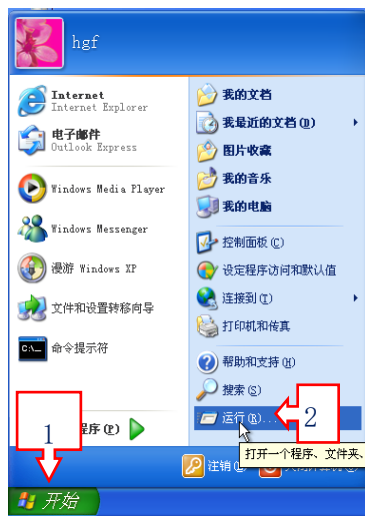 hgf
Internet
Internet Explorer
电子邮件
Outlook Express
Windows Media Player
Windows Messenger
漫游 Windows XP
文件和设置转移向导
C:\_
命令提示符
程序(P)
我的文档
我最近的文档(D)
图片收藏
我的音乐
我的电脑
控制面板(C)
设定程序访问和默认值
连接到(T)
打印机和传真
帮助和支持(H)
搜索(S)
运行(R)...
2
打开一个程序、文件夹、
注销
1
开始